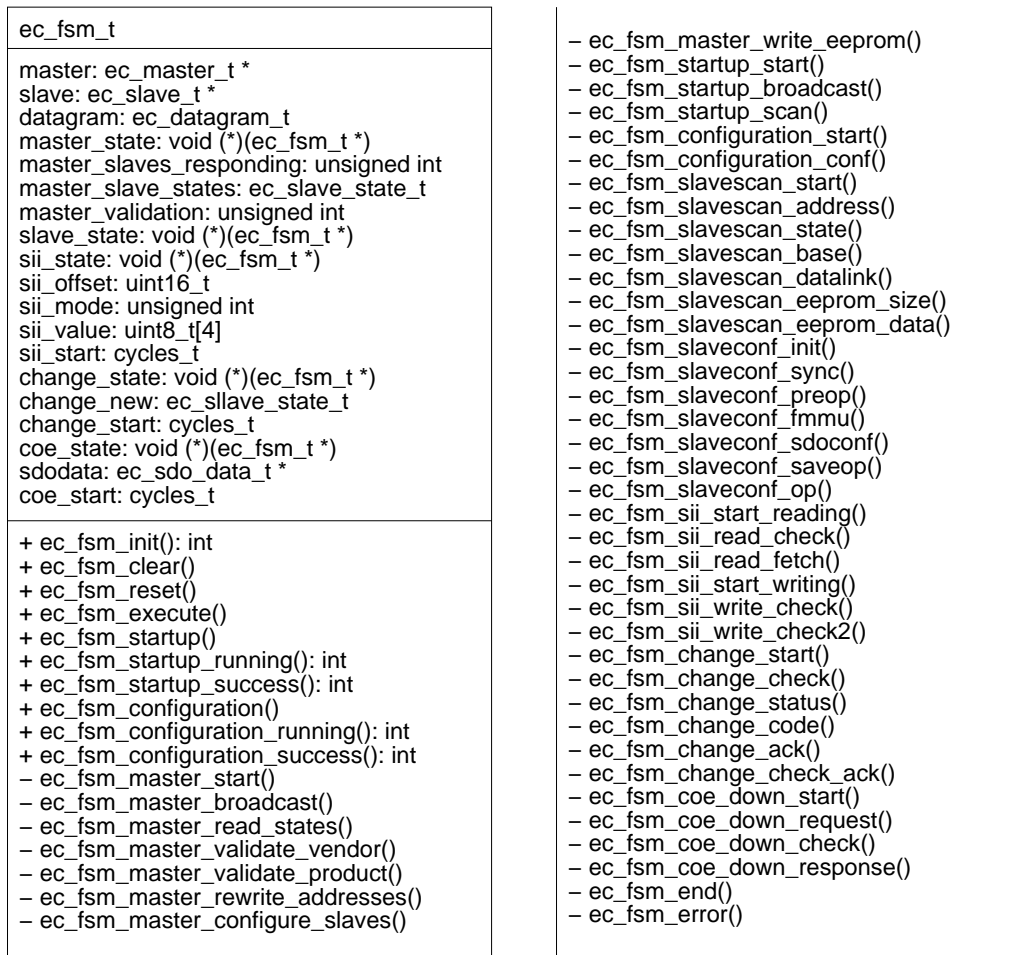 ec_fsm_t
master: ec_master_t *
slave: ec_slave_t *
datagram: ec_datagram_t
master_state: void (*)(ec_fsm_t *)
master_slaves_responding: unsigned int
master_slave_states: ec_slave_state_t
master_validation: unsigned int
slave_state: void (*)(ec_fsm_t *)
sii_state: void (*)(ec_fsm_t *)
sii_offset: uint16_t
sii_mode: unsigned int
sii_value: uint8_t[4]
sii_start: cycles_t
change_state: void (*)(ec_fsm_t *)
change_new: ec_sllave_state_t
change_start: cycles_t
coe_state: void (*)(ec_fsm_t *)
sdodata: ec_sdo_data_t *
coe_start: cycles_t
+ ec_fsm_init(): int
+ ec_fsm_clear()
+ ec_fsm_reset()
+ ec_fsm_execute()
+ ec_fsm_startup()
+ ec_fsm_startup_running(): int
+ ec_fsm_startup_success(): int
+ ec_fsm_configuration()
+ ec_fsm_configuration_running(): int
+ ec_fsm_configuration_success(): int
− ec_fsm_master_start()
− ec_fsm_master_broadcast()
− ec_fsm_master_read_states()
− ec_fsm_master_validate_vendor()
− ec_fsm_master_validate_product()
− ec_fsm_master_rewrite_addresses()
− ec_fsm_master_configure_slaves()
− ec_fsm_master_write_eeprom()
− ec_fsm_startup_start()
− ec_fsm_startup_broadcast()
− ec_fsm_startup_scan()
− ec_fsm_configuration_start()
− ec_fsm_configuration_conf()
− ec_fsm_slavescan_start()
− ec_fsm_slavescan_address()
− ec_fsm_slavescan_state()
− ec_fsm_slavescan_base()
− ec_fsm_slavescan_datalink()
− ec_fsm_slavescan_eeprom_size()
− ec_fsm_slavescan_eeprom_data()
− ec_fsm_slaveconf_init()
− ec_fsm_slaveconf_sync()
− ec_fsm_slaveconf_preop()
− ec_fsm_slaveconf_fmmu()
− ec_fsm_slaveconf_sdoconf()
− ec_fsm_slaveconf_saveop()
− ec_fsm_slaveconf_op()
− ec_fsm_sii_start_reading()
− ec_fsm_sii_read_check()
− ec_fsm_sii_read_fetch()
− ec_fsm_sii_start_writing()
− ec_fsm_sii_write_check()
− ec_fsm_sii_write_check2()
− ec_fsm_change_start()
− ec_fsm_change_check()
− ec_fsm_change_status()
− ec_fsm_change_code()
− ec_fsm_change_ack()
− ec_fsm_change_check_ack()
− ec_fsm_coe_down_start()
− ec_fsm_coe_down_request()
− ec_fsm_coe_down_check()
− ec_fsm_coe_down_response()
− ec_fsm_end()
− ec_fsm_error()